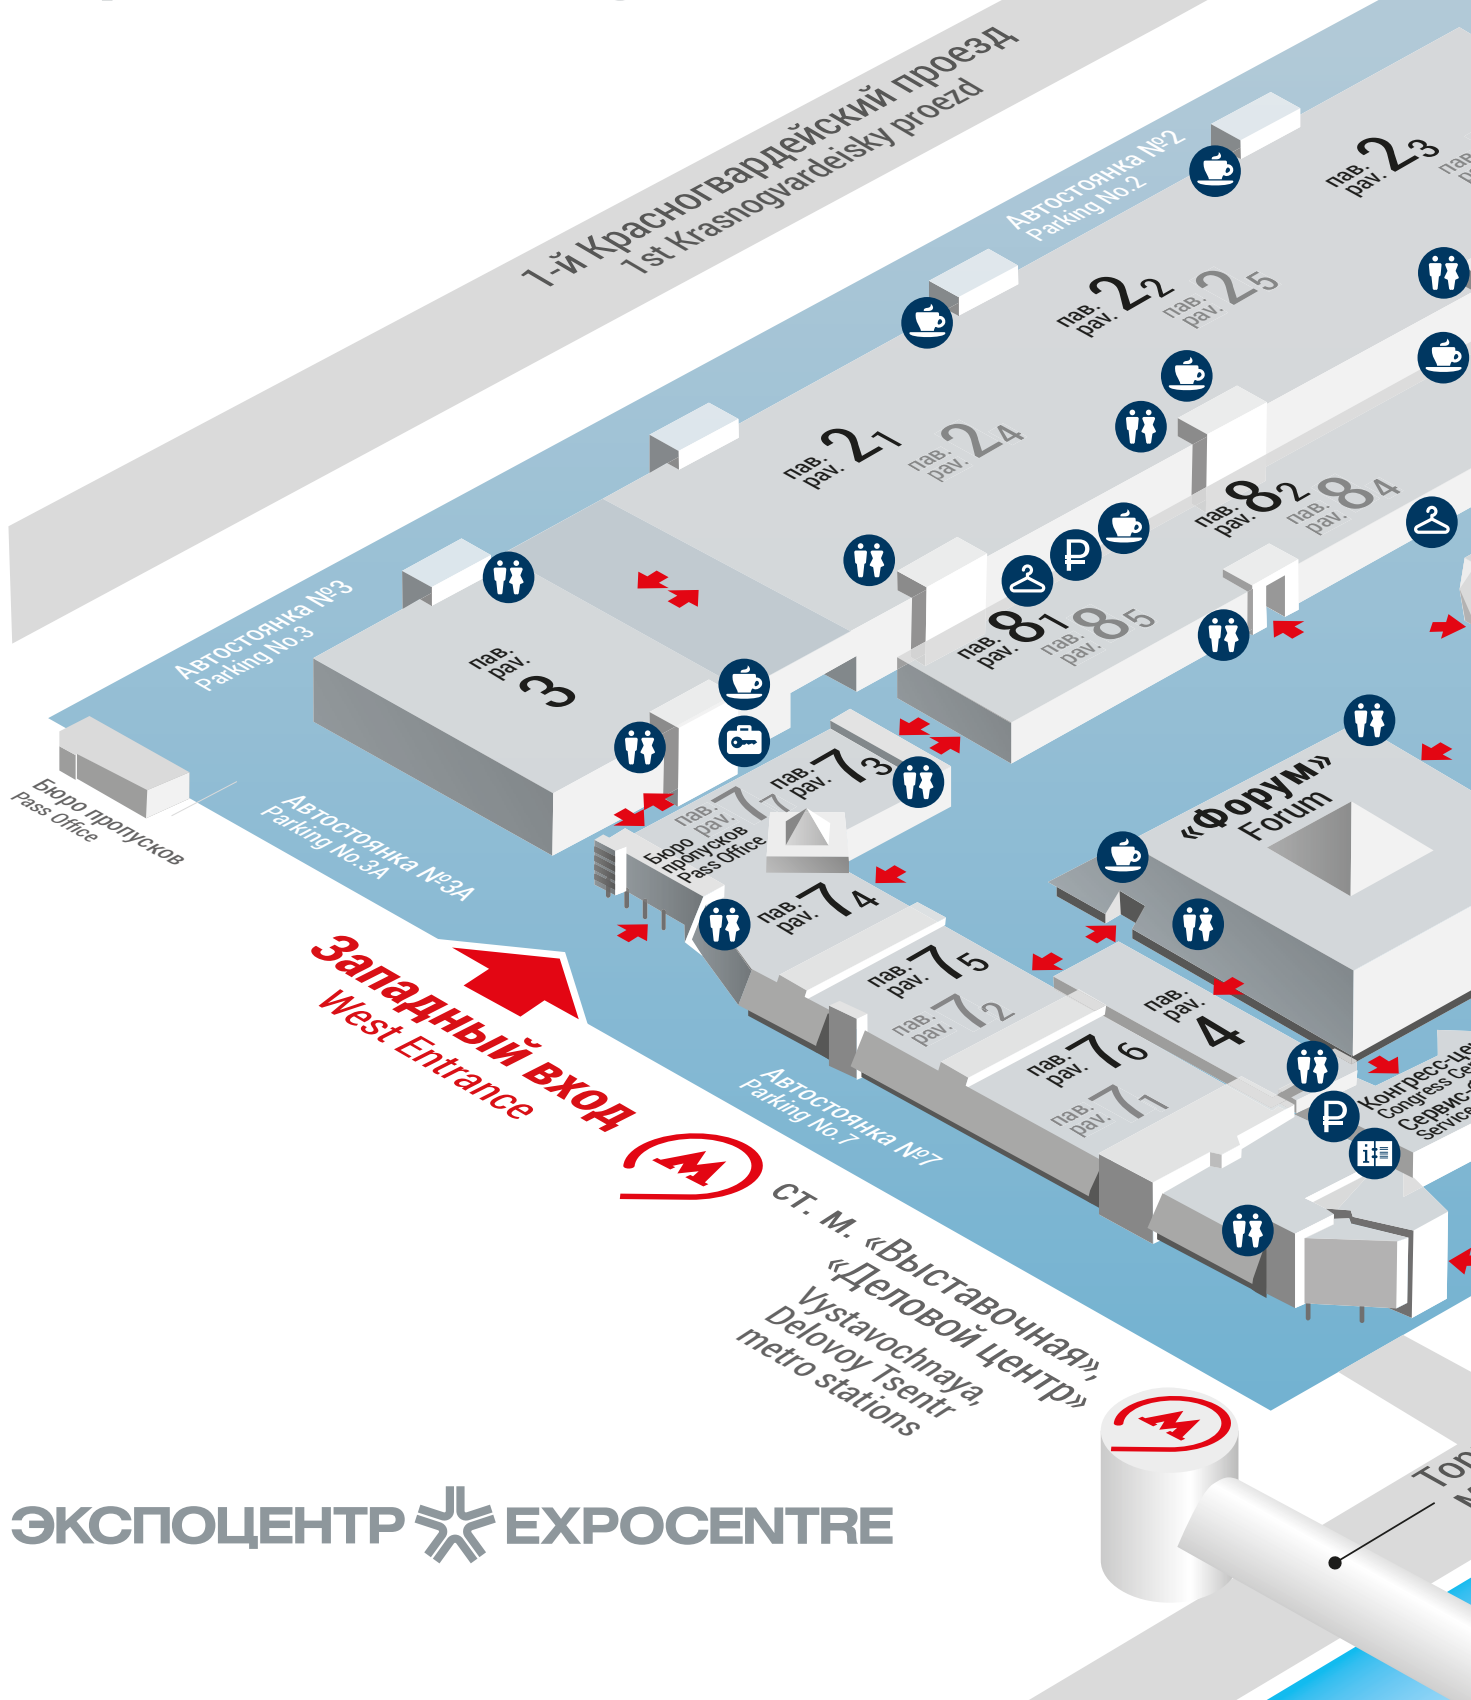 1-й Красногвардейский проезд
1st Krasnogvardeisky proezd
Автостоянка №2
Parking No.2
пав.
pav. 2 3
пав.
pav. 2 2
пав.
pav. 2 5
пав.
pav. 2 1
пав.
pav. 2 4
пав.
pav. 8 2
пав.
pav. 8 4
пав.
pav. 8 1
пав.
pav. 8 5
Автостоянка №3
Parking No.3
пав.
pav. 3
Бюро пропусков
Pass Office
Автостоянка №3А
Parking No.3A
пав.
pav. 7 3
пав.
pav. 7 7
Бюро
пропусков
Pass Office
пав.
pav. 7 4
«Форум»
Forum
пав.
pav. 7 5
пав.
pav. 7 2
пав.
pav. 4
пав.
pav. 7 6
пав.
pav. 7 1
Конгресс-це
Congress Ce
Сервис-
Service
i
Западный вход
West Entrance
Автостоянка №7
Parking No.7
М
ст. м. «Выставочная»,
«Деловой центр»
Vystavochnaya,
Delovoy Tsentr
metro stations
М
ЭКСПОЦЕНТР EXPOCENTRE